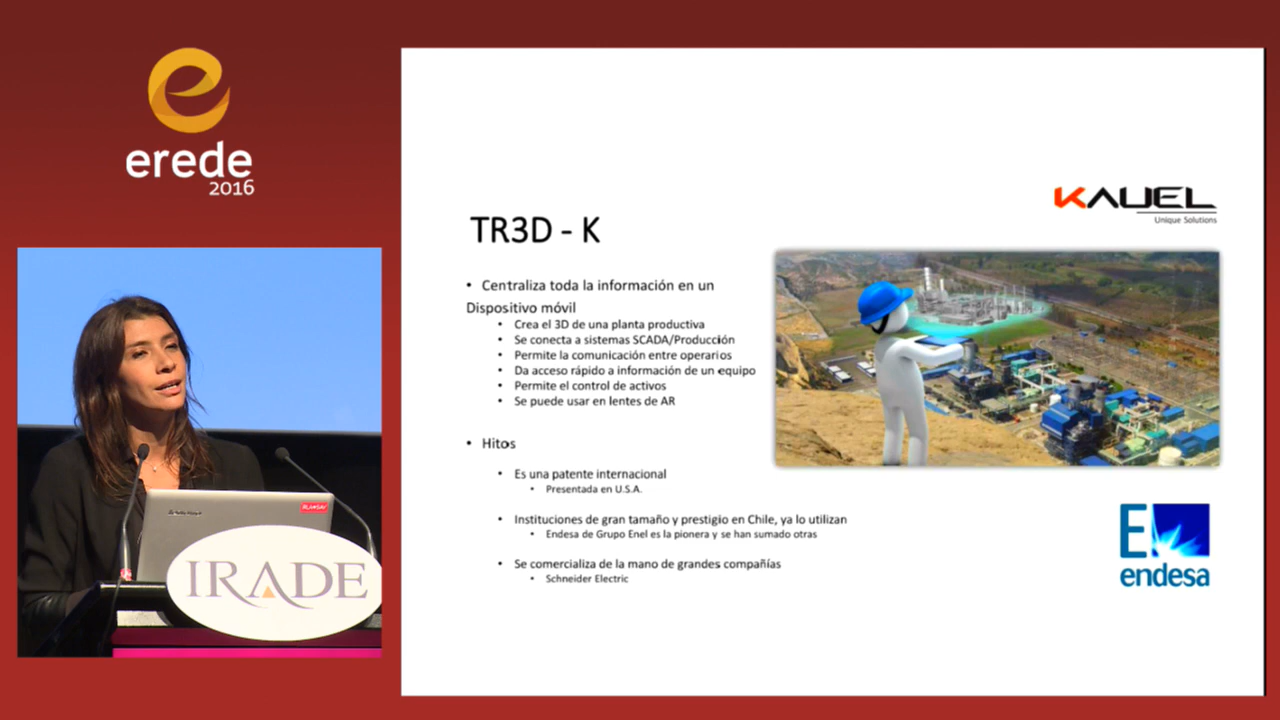 erede
2016
KAUEL
Unique Solutions
TR3D - K
• Centraliza toda la información en un
Dispositivo móvil
• Crea el 3D de una planta productiva
• Se conecta a sistemas SCADA/Producción
• Permite la comunicación entre operarios
• Da acceso rápido a información de un equipo
• Permite el control de activos
• Se puede usar en lentes de AR
• Hitos
• Es una patente internacional
• Presentada en U.S.A.
• Instituciones de gran tamaño y prestigio en Chile, ya lo utilizan
• Endesa de Grupo Enel es la pionera y se han sumado otras
• Se comercializa de la mano de grandes compañías
• Schneider Electric
endesa
IRADE